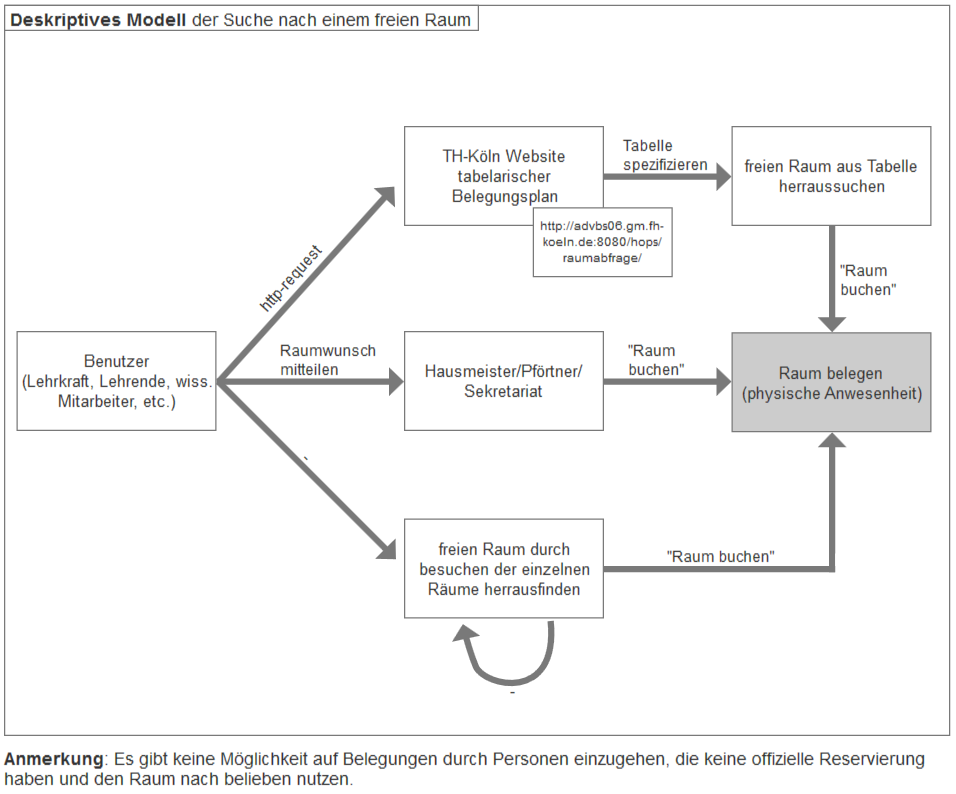 Deskriptives Modell der Suche nach einem freien Raum
TH-Köln Website
tabelarischer
Belegungsplan
Tabelle
spezifizieren
freien Raum aus Tabelle
herraussuchen
http://advbs06.gm.fh-
koeln.de:8080/hops/
raumabfrage/
http-request
"Raum
buchen"
Benutzer
(Lehrkraft, Lehrende, wiss.
Mitarbeiter, etc.)
Raumwunsch
mitteilen
Hausmeister/Pförtner/
Sekretariat
"Raum
buchen"
Raum belegen
(physische Anwesenheit)
-
freien Raum durch
besuchen der einzelnen
Räume herrausfinden
"Raum buchen"
-
Anmerkung: Es gibt keine Möglichkeit auf Belegungen durch Personen einzugehen, die keine offizielle Reservierung
haben und den Raum nach belieben nutzen.